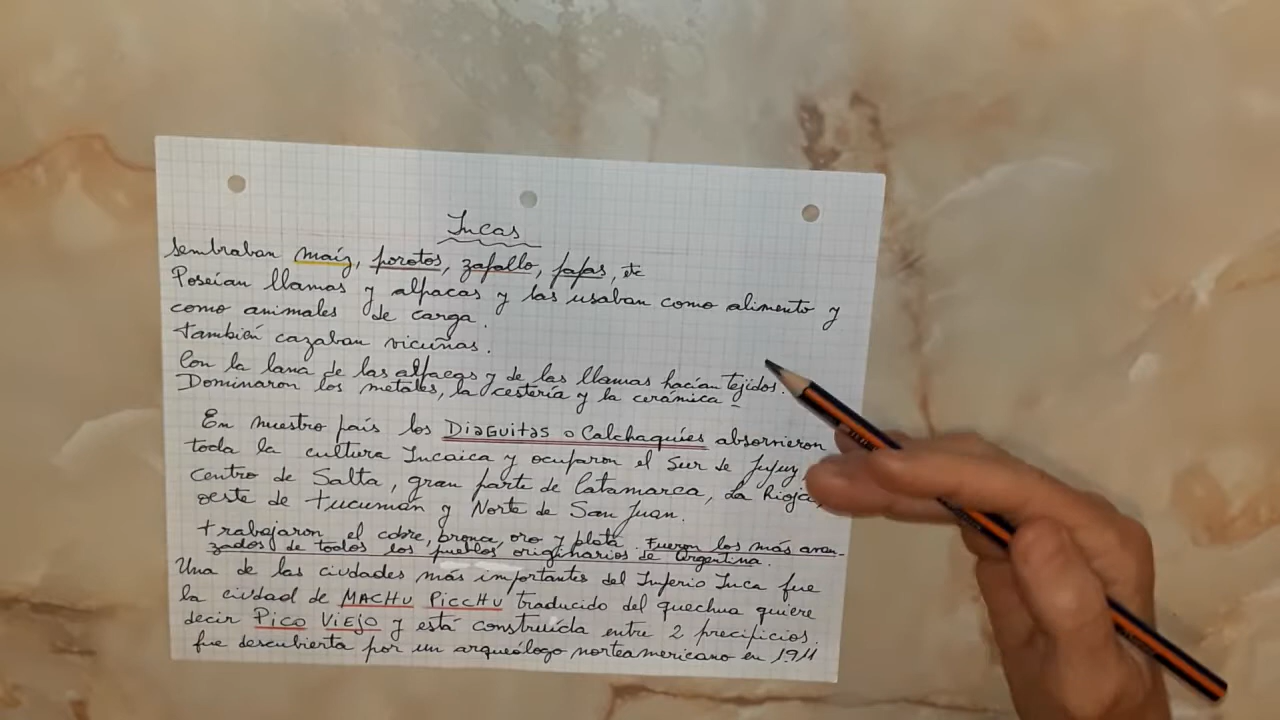 Incas
Sembraban maíz, porotos, zapallo, papas, etc
Poseían llamas y alpacas y las usaban como alimento y
como animales de carga.
También cazaban vicuñas.
Con la lana de las alpacas y de las llamas hacían tejidos.
Dominaron los metales, la cestería y la cerámica -
En nuestro país los DiaGuitas o Calchaquíes absorvieron
toda la cultura Incaica y ocuparon el Sur de Jujuy,
centro de Salta, gran parte de Catamarca, La Rioja,
oeste de tucumán y Norte de San Juan.
trabajaron el cobre, bronce, oro y plata. Fueron los más avan-
zados de todos los pueblos originarios de Argentina.
Una de las ciudades más importantes del Imperio Inca fue
la ciudad de MACHU PiccHU traducido del quechua quiere
decir PiCO ViEJO y está construída entre 2 precipicios.
fue descubierta por un arqueólogo norteamericano en 1911